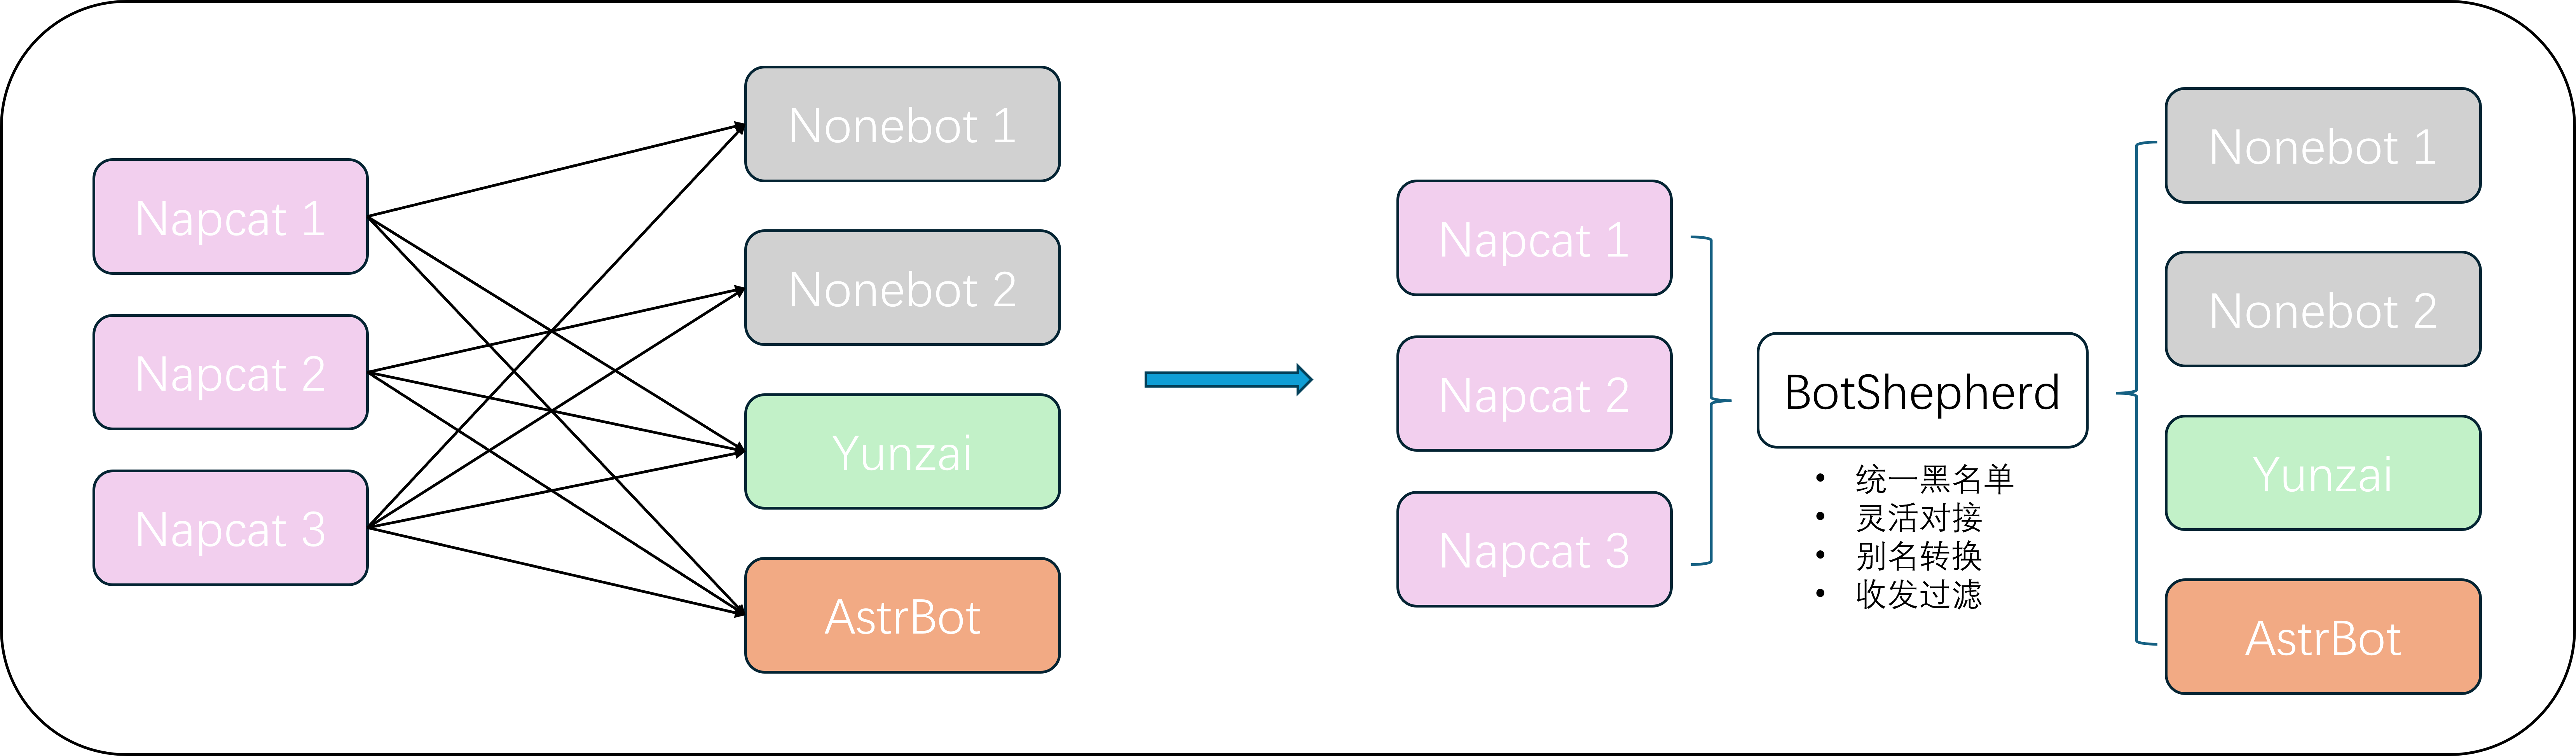 Napcat 1
Napcat 2
Napcat 3
Nonebot 1
Nonebot 2
Yunzai
AstrBot
Napcat 1
Napcat 2
Napcat 3
BotShepherd
• 统一黑名单
• 灵活对接
• 别名转换
• 收发过滤
Nonebot 1
Nonebot 2
Yunzai
AstrBot